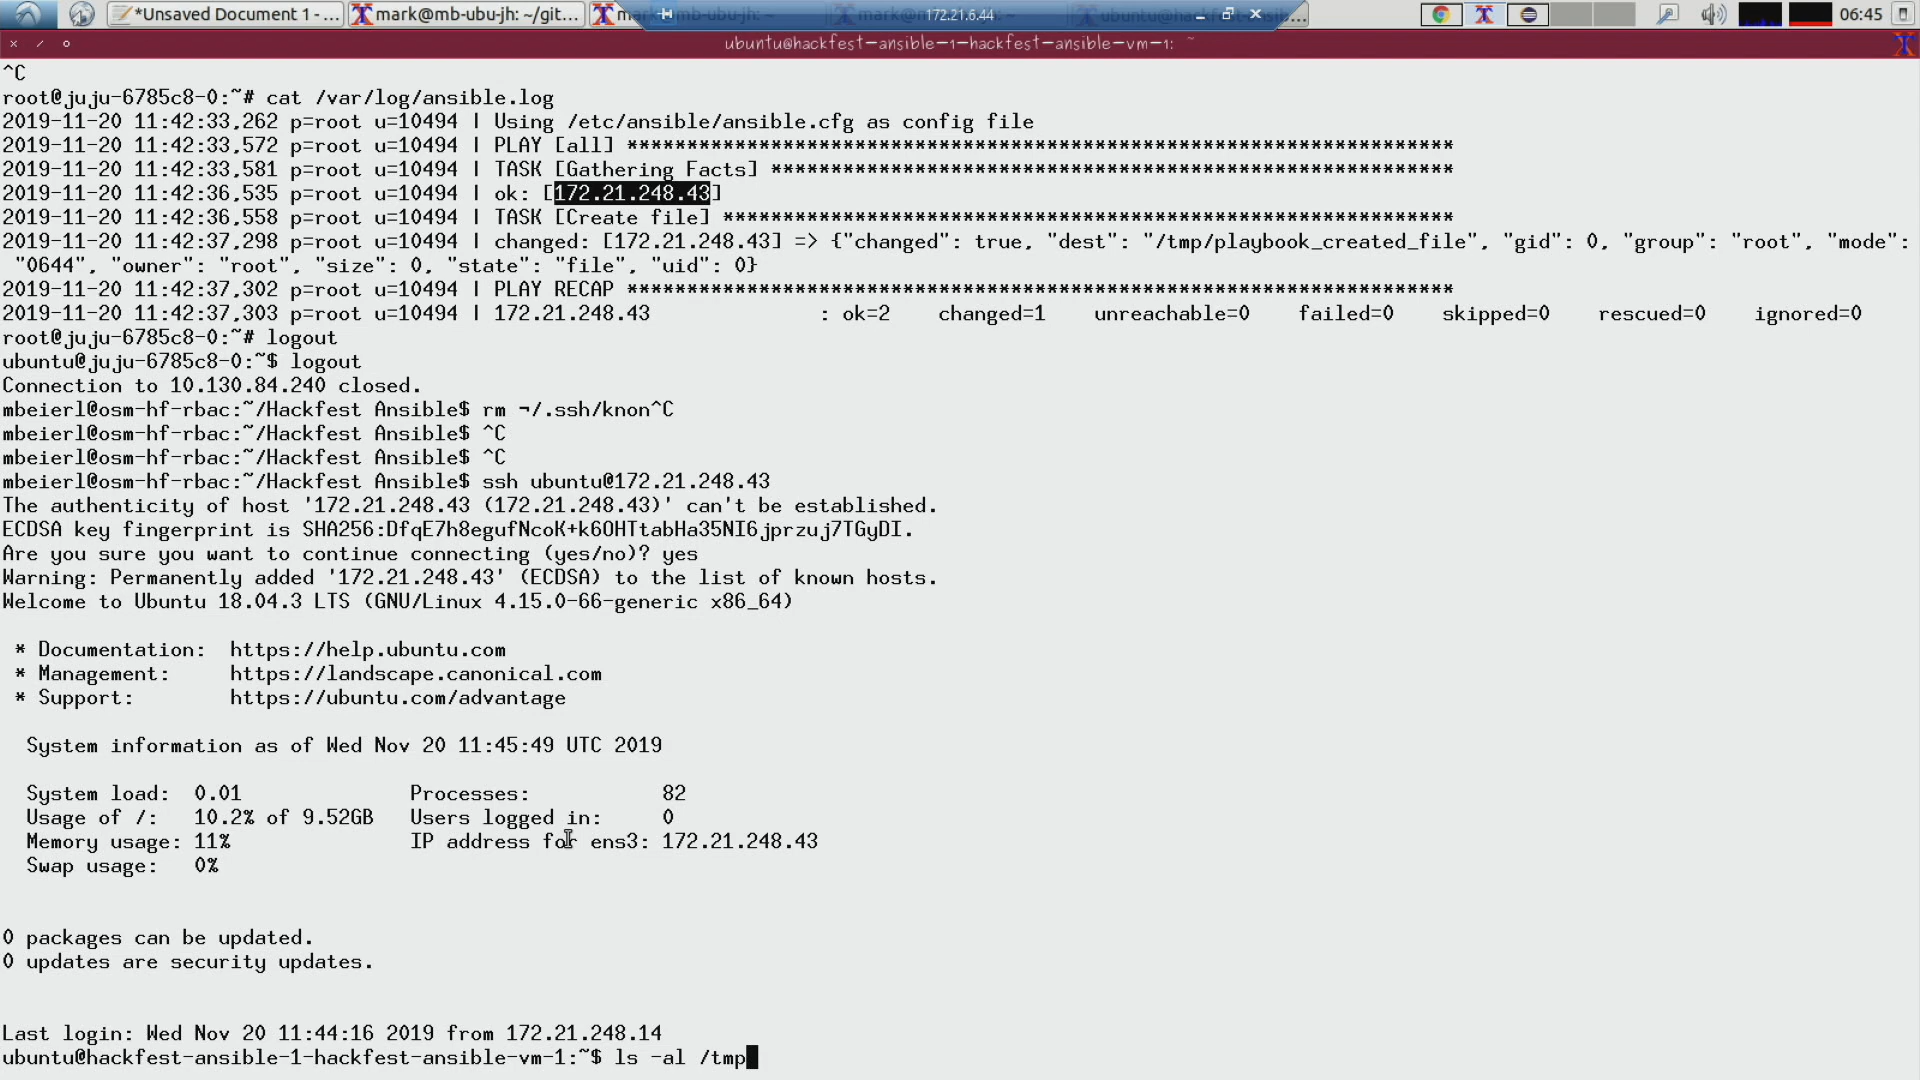 *Unsaved Document 1 - ...
mark@mb-ubu-jh: ~/git...
172.21.6.44
06:45
ubuntu@hackfest-ansible-1-hackfest-ansible-vm-1: ~
^C
root@juju-6785c8-0:~# cat /var/log/ansible.log
2019-11-20 11:42:33,262 p=root u=10494 | Using /etc/ansible/ansible.cfg as config file
2019-11-20 11:42:33,572 p=root u=10494 | PLAY [all] *********************************************************************
2019-11-20 11:42:33,581 p=root u=10494 | TASK [Gathering Facts] *********************************************************
2019-11-20 11:42:36,535 p=root u=10494 | ok: [172.21.248.43]
2019-11-20 11:42:36,558 p=root u=10494 | TASK [Create file] *************************************************************
2019-11-20 11:42:37,298 p=root u=10494 | changed: [172.21.248.43] => {"changed": true, "dest": "/tmp/playbook_created_file", "gid": 0, "group": "root", "mode":
"0644", "owner": "root", "size": 0, "state": "file", "uid": 0}
2019-11-20 11:42:37,302 p=root u=10494 | PLAY RECAP *********************************************************************
2019-11-20 11:42:37,303 p=root u=10494 | 172.21.248.43              : ok=2    changed=1    unreachable=0    failed=0    skipped=0    rescued=0    ignored=0
root@juju-6785c8-0:~# logout
ubuntu@juju-6785c8-0:~$ logout
Connection to 10.130.84.240 closed.
mbeierl@osm-hf-rbac:~/Hackfest Ansible$ rm ¬/.ssh/knon^C
mbeierl@osm-hf-rbac:~/Hackfest Ansible$ ^C
mbeierl@osm-hf-rbac:~/Hackfest Ansible$ ^C
mbeierl@osm-hf-rbac:~/Hackfest Ansible$ ssh ubuntu@172.21.248.43
The authenticity of host '172.21.248.43 (172.21.248.43)' can't be established.
ECDSA key fingerprint is SHA256:DfqE7h8egufNcoK+k6OHTtabHa35NI6jprzuj7TGyDI.
Are you sure you want to continue connecting (yes/no)? yes
Warning: Permanently added '172.21.248.43' (ECDSA) to the list of known hosts.
Welcome to Ubuntu 18.04.3 LTS (GNU/Linux 4.15.0-66-generic x86_64)
* Documentation:  https://help.ubuntu.com
* Management:     https://landscape.canonical.com
* Support:        https://ubuntu.com/advantage
System information as of Wed Nov 20 11:45:49 UTC 2019
System load:  0.01              Processes:           82
Usage of /:   10.2% of 9.52GB   Users logged in:     0
Memory usage: 11%               IP address for ens3: 172.21.248.43
Swap usage:   0%
0 packages can be updated.
0 updates are security updates.
Last login: Wed Nov 20 11:44:16 2019 from 172.21.248.14
ubuntu@hackfest-ansible-1-hackfest-ansible-vm-1:~$ ls -al /tmp